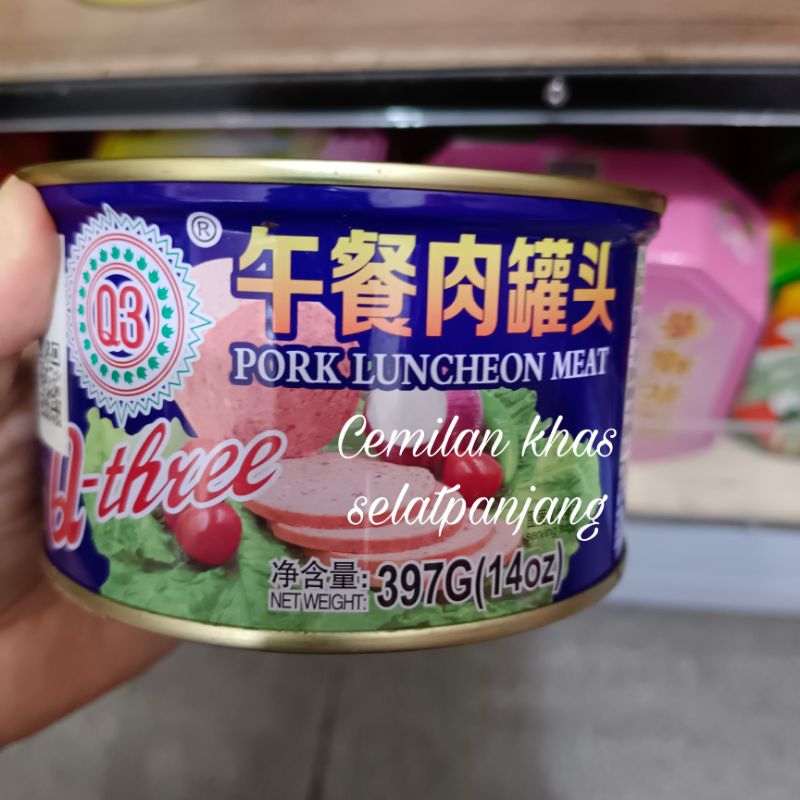 ®
Q3
午餐肉罐头
PORK LUNCHEON MEAT
Q-three
Cemilan khas
selatpanjang
净含量:
NET WEIGHT:
397G(14oz)